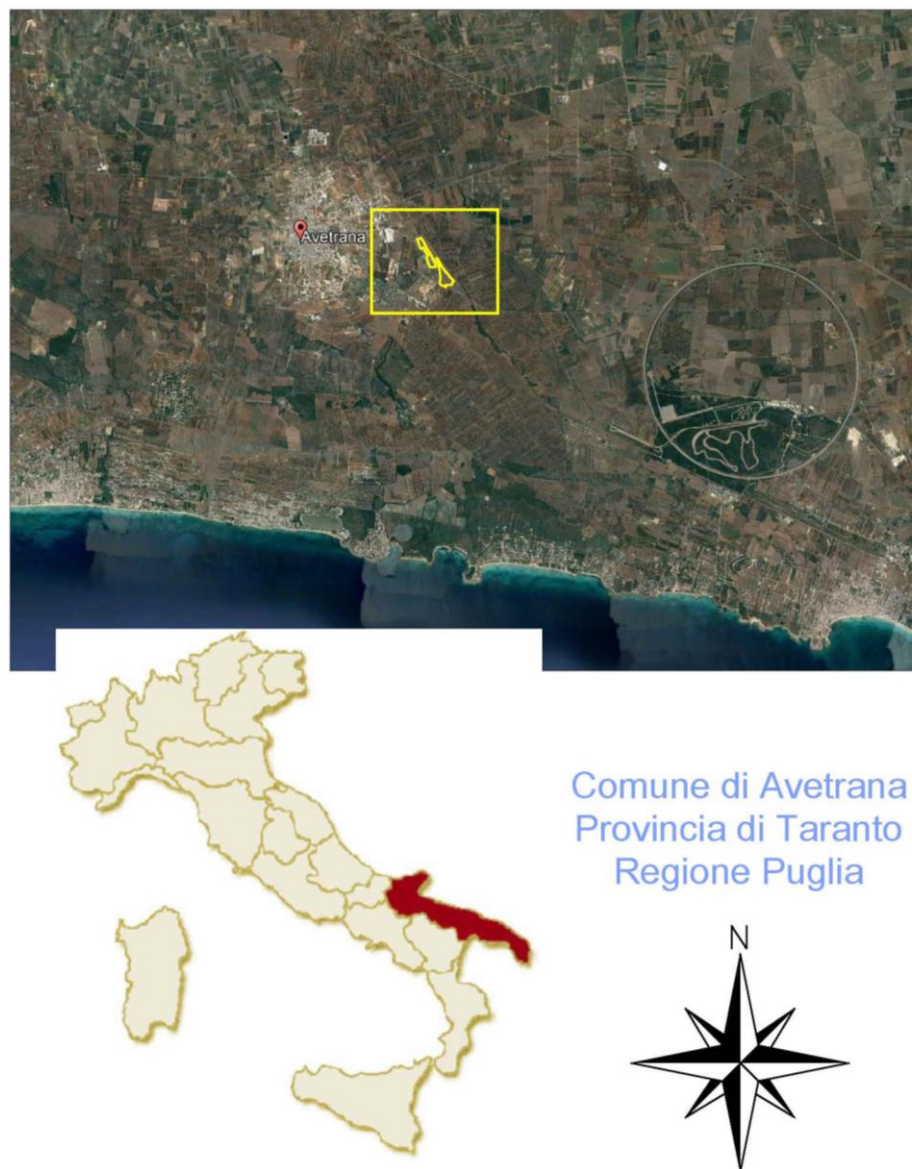 Avetrana
Comune di Avetrana
Provincia di Taranto
Regione Puglia
N